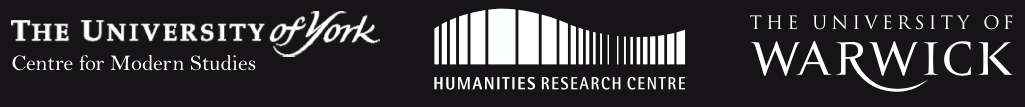 THE UNIVERSITY of York
Centre for Modern Studies
HUMANITIES RESEARCH CENTRE
THE UNIVERSITY OF
WARWICK